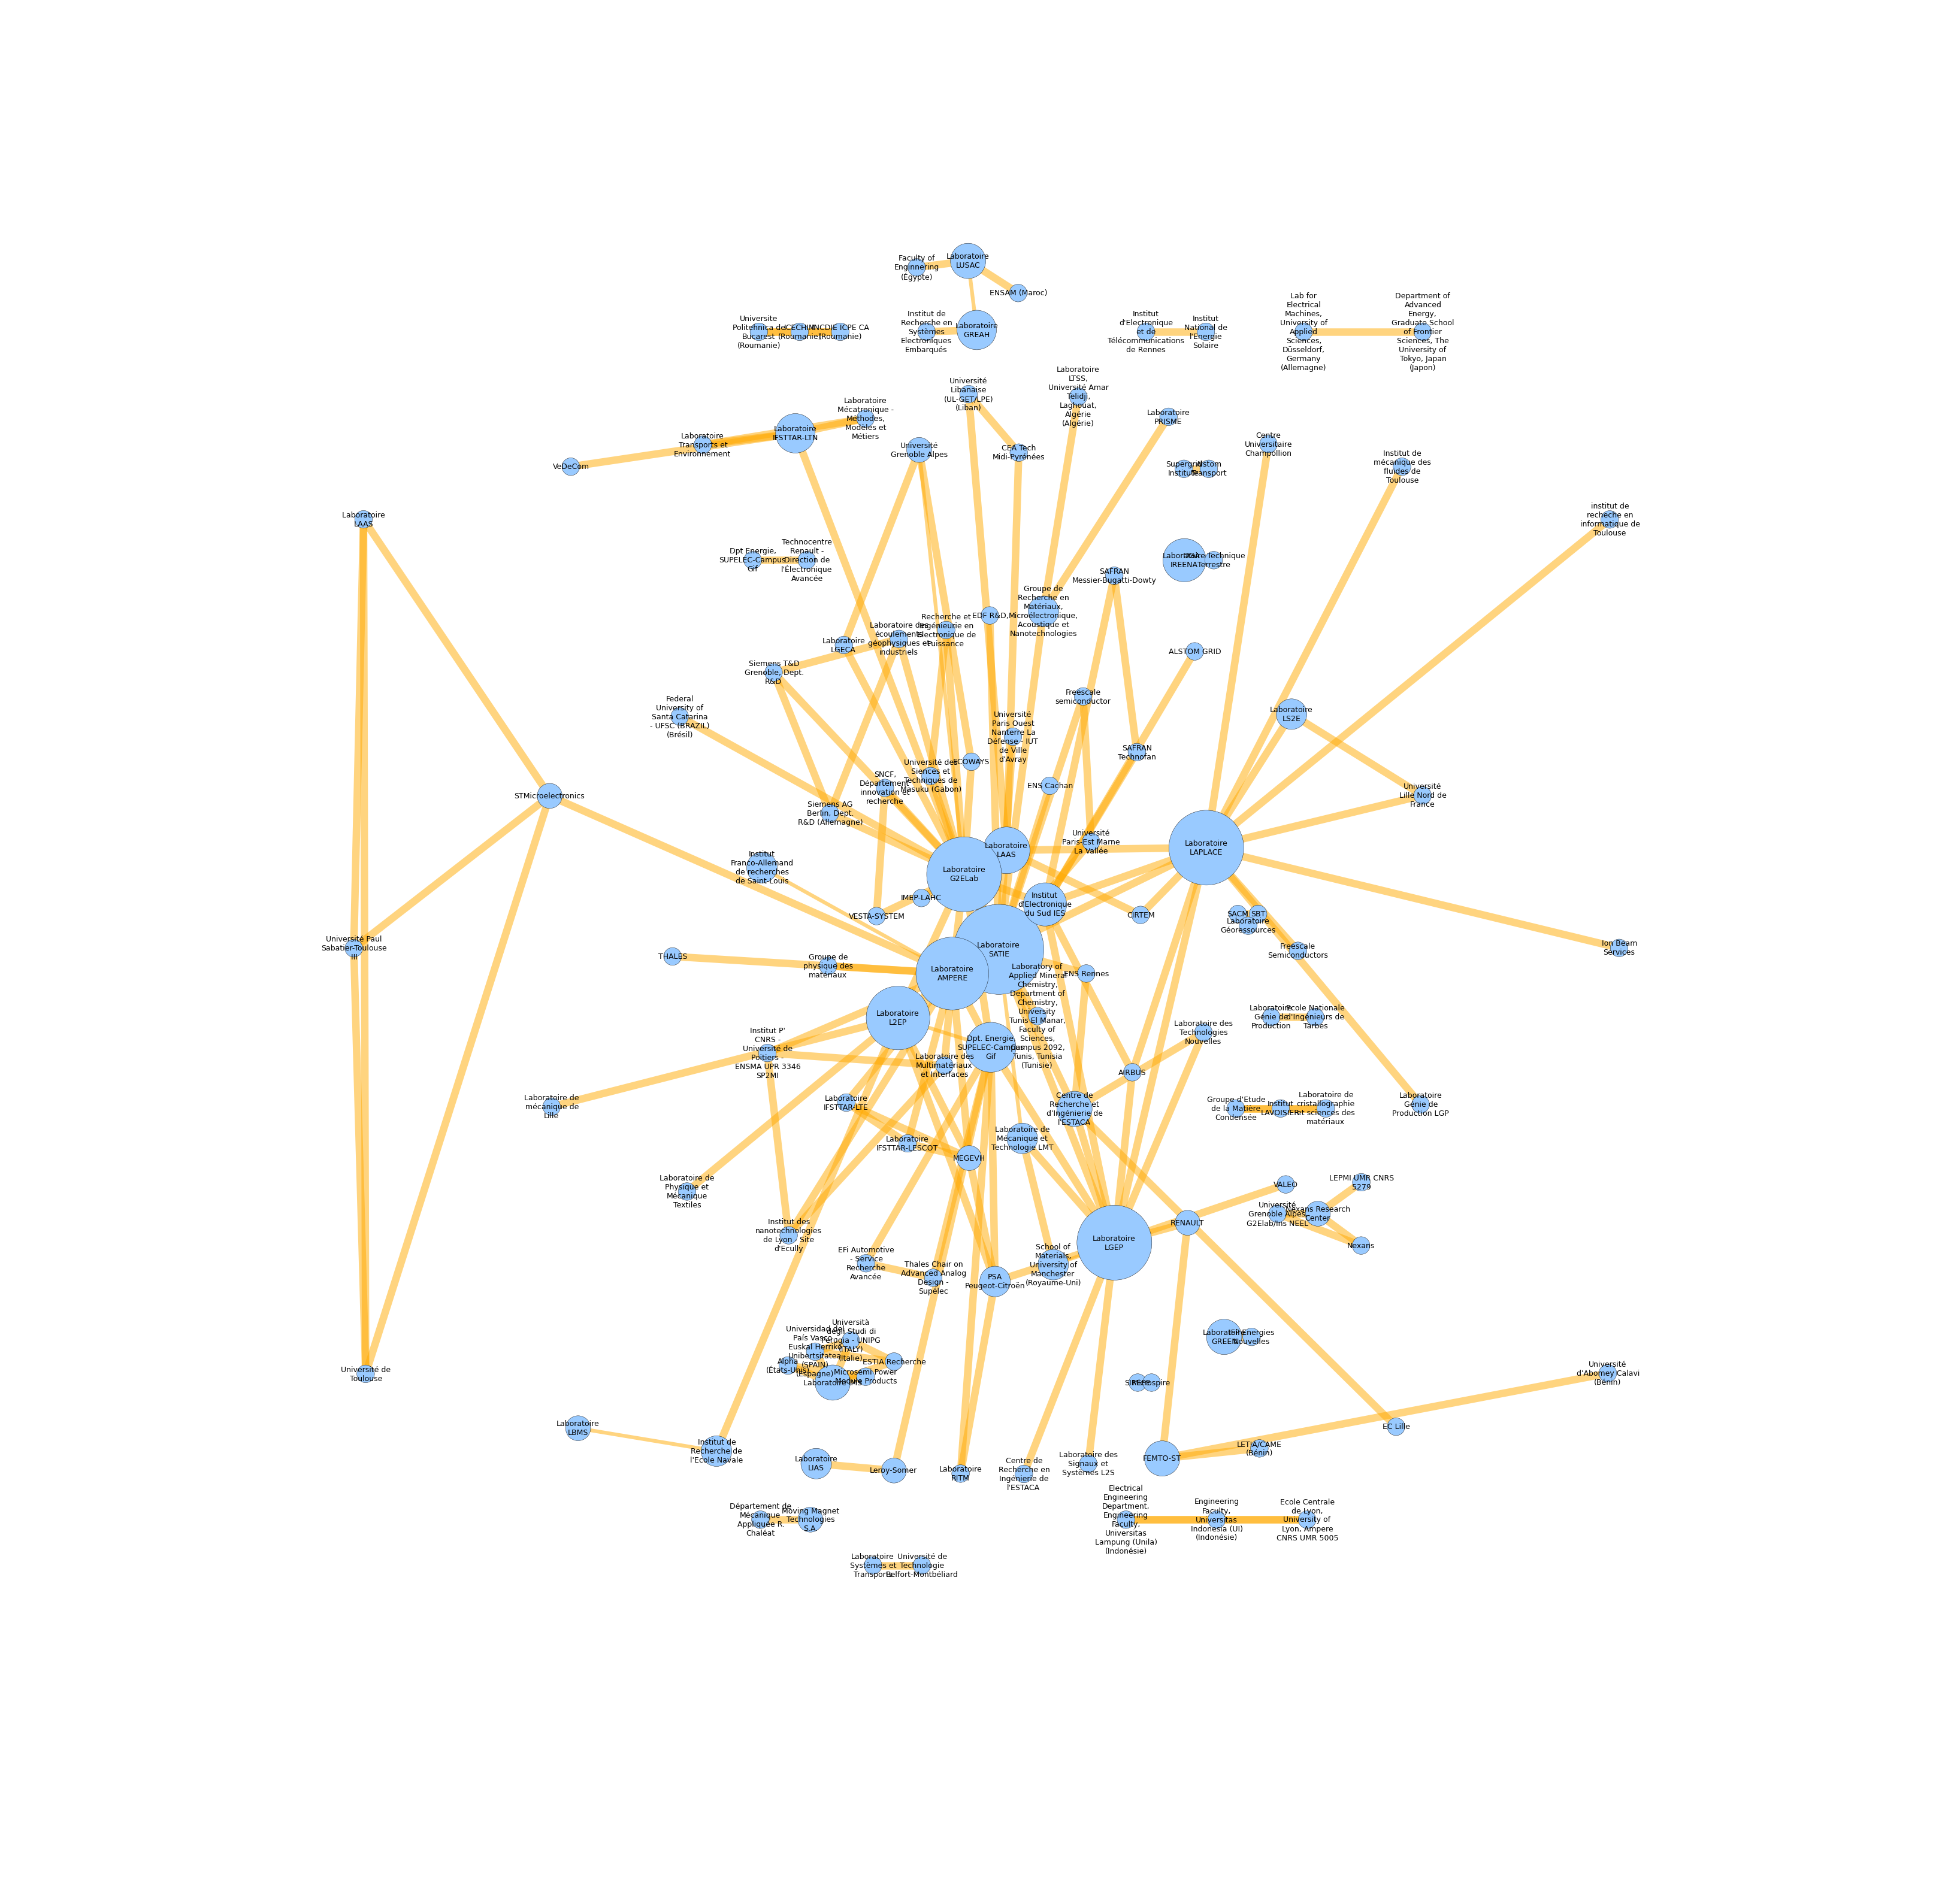 Faculty of
Enginnering
(Egypte)
Laboratoire
LUSAC
ENSAM (Maroc)
Universite
Politehnica de
Bucarest
(Roumanie)
ICECHIM
(Roumanie)
INCDIE ICPE CA
(Roumanie)
Institut de
Recherche en
Systèmes
Electroniques
Embarqués
Laboratoire
GREAH
Institut
d'Electronique
et de
Télécommunications
de Rennes
Institut
National de
l'Energie
Solaire
Lab for
Electrical
Machines,
University of
Applied
Sciences,
Düsseldorf,
Germany
(Allemagne)
Department of
Advanced
Energy,
Graduate School
of Frontier
Sciences, The
University of
Tokyo, Japan
(Japon)
Université
Libanaise
(UL-GET/LPE)
(Liban)
Laboratoire
LTSS,
Université Amar
Telidji,
Laghouat,
Algérie
(Algérie)
Laboratoire
Mécatronique -
Méthodes,
Modèles et
Métiers
Laboratoire
PRISME
Laboratoire
IFSTTAR-LTN
Laboratoire
Transports et
Environnement
Université
Grenoble Alpes
CEA Tech
Midi-Pyrénées
Centre
Universitaire
Champollion
VeDeCom
Supergrid
Institute
Alstom
Transport
Institut de
mécanique des
fluides de
Toulouse
Laboratoire
LAAS
institut de
recheche en
informatique de
Toulouse
Dpt Energie,
SUPELEC-Campus
Gif
Technocentre
Renault -
Direction de
l'Électronique
Avancée
Laboratoire
IREENA
Technique
Terrestre
SAFRAN
Messier-Bugatti-Dowty
Groupe de
Recherche en
Matériaux,
Microélectronique,
Acoustique et
Nanotechnologies
EDF R&D,
Recherche et
Ingénieurie en
Electronique de
Puissance
Laboratoire des
écoulements
géophysiques et
industriels
Laboratoire
LGECA
ALSTOM GRID
Siemens T&D
Grenoble, Dept.
R&D
Freescale
semiconductor
Federal
University of
Santa Catarina
- UFSC (BRAZIL)
(Brésil)
Laboratoire
LS2E
Université
Paris Ouest
Nanterre La
Défense - IUT
de Ville
d'Avray
SAFRAN
Technofan
ECOWAYS
Université des
Siences et
Techniques de
Masuku (Gabon)
SNCF,
Département
innovation et
recherche
ENS Cachan
STMicroelectronics
Université
Lille Nord de
France
Siemens AG
Berlin, Dept.
R&D (Allemagne)
Université
Paris-Est Marne
La Vallée
Laboratoire
LAAS
Laboratoire
LAPLACE
Institut
Franco-Allemand
de recherches
de Saint-Louis
Laboratoire
G2ELab
IMEP-LAHC
Institut
d'Electronique
du Sud IES
VESTA-SYSTEM
CIRTEM
SACM
SBT
Laboratoire
Géoressources
Université Paul
Sabatier-Toulouse
III
Laboratoire
SATIE
Freescale
Semiconductors
Ion Beam
Services
THALES
Groupe de
physique des
matériaux
Laboratoire
AMPERE
ENS Rennes
Laboratory of
Applied Mineral
Chemistry,
Department of
Chemistry,
University
Tunis El Manar,
Faculty of
Sciences,
Campus 2092,
Tunis, Tunisia
(Tunisie)
Laboratoire
L2EP
Laboratoire
Génie de
Production
Ecole Nationale
d'Ingénieurs de
Tarbes
Laboratoire des
Technologies
Nouvelles
Institut P'
CNRS -
Université de
Poitiers -
ENSMA UPR 3346
SP2MI
Dpt. Energie,
SUPELEC-Campus
Gif
Laboratoire des
Multimatériaux
et Interfaces
AIRBUS
Laboratoire de
mécanique de
Lille
Laboratoire
IFSTTAR-LTE
Centre de
Recherche et
d'Ingénierie de
l'ESTACA
Groupe d'Etude
de la Matière
Condensée
Institut
LAVOISIER
Laboratoire de
cristallographie
et sciences des
matériaux
Laboratoire
Génie de
Production LGP
Laboratoire
IFSTTAR-LESCOT
Laboratoire de
Mécanique et
Technologie LMT
MEGEVH
Laboratoire de
Physique et
Mécanique
Textiles
VALEO
LEPMI UMR CNRS
5279
Université
Grenoble Alpes
G2Elab/Ins NEEL
Nexans Research
Center
Nexans
RENAULT
Institut des
nanotechnologies
de Lyon - Site
d'Ecully
Laboratoire
LGEP
EFi Automotive
- Service
Recherche
Avancée
School of
Materials,
University of
Manchester
(Royaume-Uni)
Thales Chair on
Advanced Analog
Design -
Supélec
PSA
Peugeot-Citroën
Università
degli Studi di
Perugia - UNIPG
(ITALY)
(Italie)
Universidad del
País Vasco
Euskal Herriko
Unibertsitatea
(SPAIN)
(Espagne)
Laboratoire
GREEN
IFP Energies
Nouvelles
ESTIA Recherche
Alpha
(États-Unis)
Microsemi Power
Module Products
Laboratoire IMS
Université de
Toulouse
Université
d'Abomey Calavi
(Bénin)
EC Lille
Laboratoire
LBMS
Institut de
Recherche de
l'Ecole Navale
LETIA/CAME
(Bénin)
FEMTO-ST
Laboratoire
LIAS
Leroy-Somer
Laboratoire
RITM
Centre de
Recherche en
Ingénierie de
l'ESTACA
Laboratoire des
Signaux et
Systèmes L2S
Département de
Mécanique
Appliquée R.
Chaléat
Moving Magnet
Technologies
S.A.
Electrical
Engineering
Department,
Engineering
Faculty,
Universitas
Lampung (Unila)
(Indonésie)
Engineering
Faculty,
Universitas
Indonesia (UI)
(Indonésie)
Ecole Centrale
de Lyon,
University of
Lyon, Ampere
CNRS UMR 5005
Laboratoire
Systèmes et
Transports
Université de
Technologie
Belfort-Montbéliard